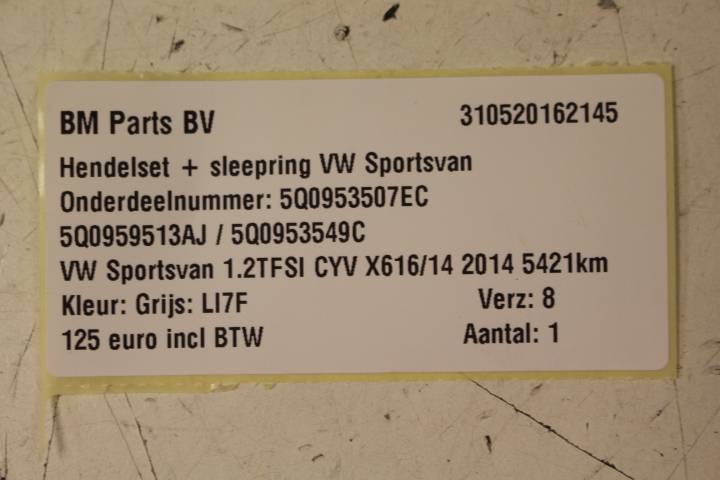 BM Parts BV 310520162145
Hendelset + sleepring VW Sportsvan
Onderdeelnummer: 5Q0953507EC
5Q0959513AJ / 5Q0953549C
VW Sportsvan 1.2TFSI CYV X616/14 2014 5421km
Kleur: Grijs: LI7F Verz: 8
125 euro incl BTW Aantal: 1